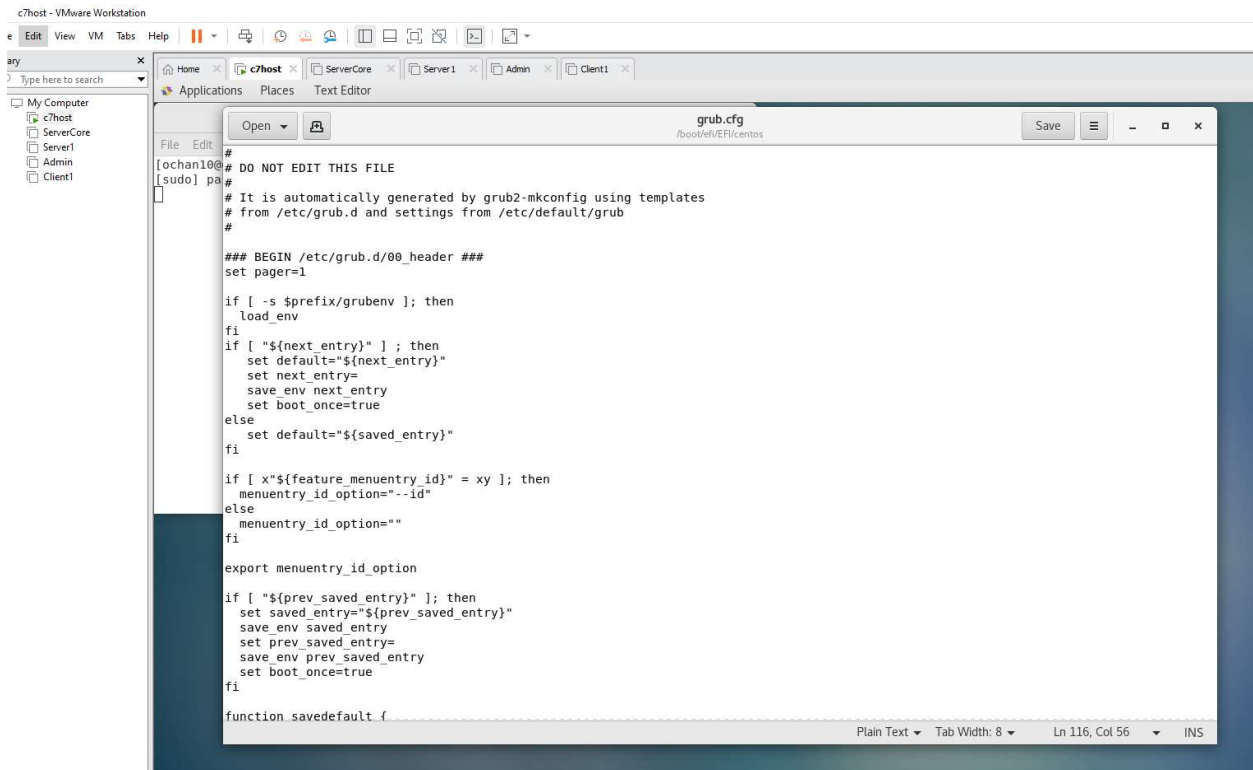 c7host - VMware Workstation
e Edit View VM Tabs Help
ary
Type here to search
My Computer
c7host
ServerCore
Server1
Admin
Client1
Home c7host ServerCore Server1 Admin Client1
Applications Places Text Editor
File Edit
[ochan10@
[sudo] pa
Open
grub.cfg
/boot/efi/EFI/centos
Save
#
# DO NOT EDIT THIS FILE
#
# It is automatically generated by grub2-mkconfig using templates
# from /etc/grub.d and settings from /etc/default/grub
#
### BEGIN /etc/grub.d/00_header ###
set pager=1
if [ -s $prefix/grubenv ]; then
  load_env
fi
if [ "${next_entry}" ] ; then
   set default="${next_entry}"
   set next_entry=
   save_env next_entry
   set boot_once=true
else
   set default="${saved_entry}"
fi
if [ x"${feature_menuentry_id}" = xy ]; then
  menuentry_id_option="--id"
else
  menuentry_id_option=""
fi
export menuentry_id_option
if [ "${prev_saved_entry}" ]; then
  set saved_entry="${prev_saved_entry}"
  save_env saved_entry
  set prev_saved_entry=
  save_env prev_saved_entry
  set boot_once=true
fi
function savedefault {
Plain Text Tab Width: 8 Ln 116, Col 56 INS